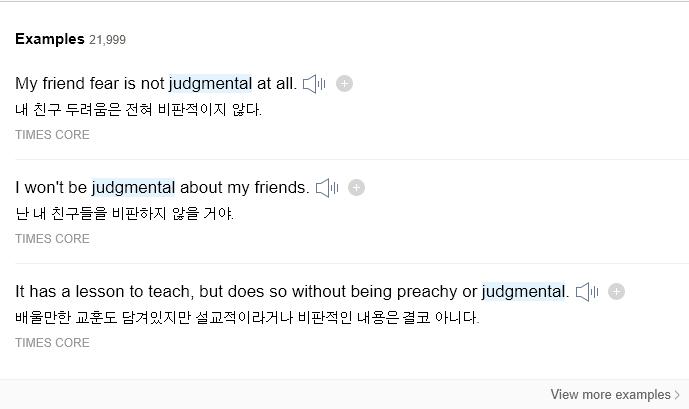 Examples 21,999
My friend fear is not judgmental at all.
내 친구 두려움은 전혀 비판적이지 않다.
TIMES CORE
I won't be judgmental about my friends.
난 내 친구들을 비판하지 않을 거야.
TIMES CORE
It has a lesson to teach, but does so without being preachy or judgmental.
배울만한 교훈도 담겨있지만 설교적이라거나 비판적인 내용은 결코 아니다.
TIMES CORE
View more examples